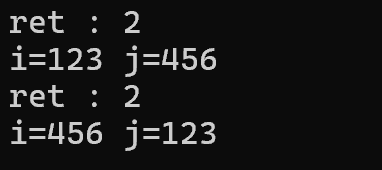 ret : 2
i=123 j=456
ret : 2
i=456 j=123